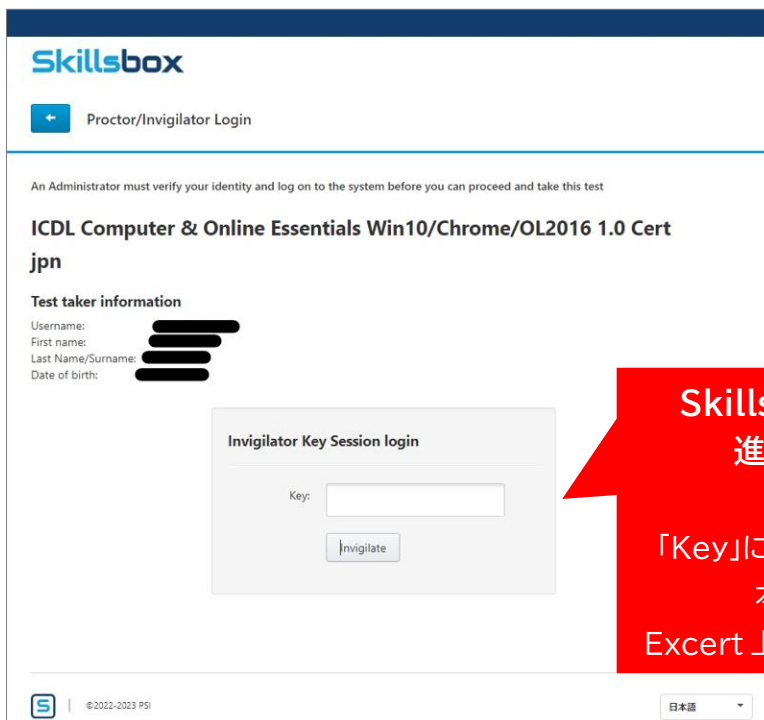 Skillsbox
Proctor/Invigilator Login
An Administrator must verify your identity and log on to the system before you can proceed and take this test
ICDL Computer & Online Essentials Win10/Chrome/OL2016 1.0 Cert
jpn
Test taker information
Username:
First name:
Last Name/Surname:
Date of birth:
Invigilator Key Session login
Key:
Invigilate
Skills
進
「Key」に
Excert
S
©2022-2023 PSI
日本語